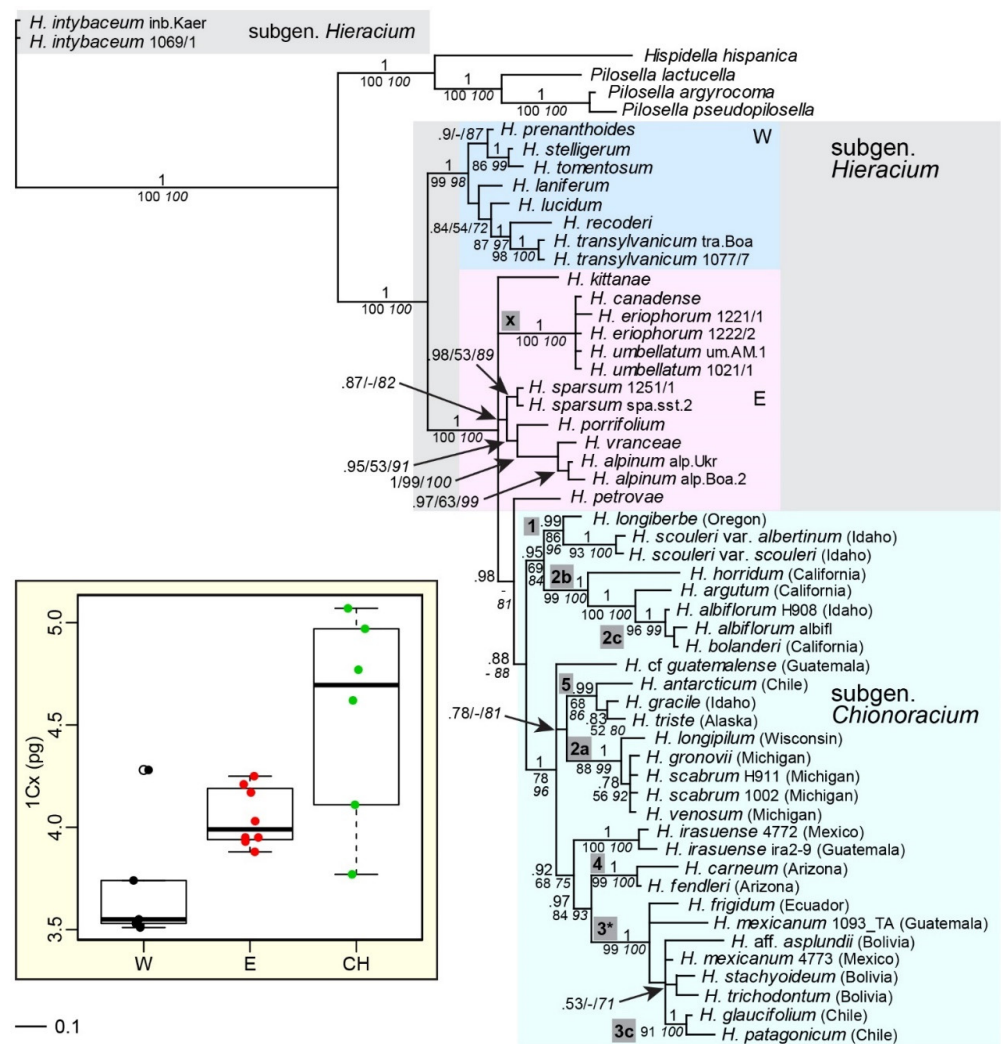 H. intybaceum inb.Kaer
H. intybaceum 1069/1
subgen. Hieracium
Hispidella hispanica
1
100 100
Pilosella lactucella
1
100 100
Pilosella argyrocoma
1
100 100
Pilosella pseudopilosella
W
subgen.
Hieracium
.9/-/87
H. prenanthoides
1
86 99
H. stelligerum
H. tomentosum
1
99 98
1
100 100
H. laniferum
H. lucidum
.84/54/72
1
87 97
H. recoderi
1
98 100
H. transylvanicum tra.Boa
H. transylvanicum 1077/7
1
100 100
H. kittanae
x
1
100 100
H. canadense
H. eriophorum 1221/1
H. eriophorum 1222/2
H. umbellatum um.AM.1
H. umbellatum 1021/1
.98/53/89
.87/-/82
H. sparsum 1251/1
H. sparsum spa.sst.2
E
1
100 100
H. porrifolium
H. vranceae
.95/53/91
1/99/100
H. alpinum alp.Ukr
H. alpinum alp.Boa.2
.97/63/99
H. petrovae
1
.99
86
96
H. longiberbe (Oregon)
1
93 100
H. scouleri var. albertinum (Idaho)
H. scouleri var. scouleri (Idaho)
.95
69
84
.98
-
81
2b
1
99 100
H. horridum (California)
1
100 100
H. argutum (California)
1
96 99
H. albiflorum H908 (Idaho)
2c
H. albiflorum albifl
H. bolanderi (California)
.88
- 88
H. cf guatemalense (Guatemala)
subgen.
Chionoracium
5
.99
68
86
H. antarcticum (Chile)
.83
52 80
H. gracile (Idaho)
H. triste (Alaska)
.78/-/81
2a
1
88 99
H. longipilum (Wisconsin)
H. gronovii (Michigan)
.78
56 92
H. scabrum H911 (Michigan)
H. scabrum 1002 (Michigan)
H. venosum (Michigan)
1
78
96
1
100 100
H. irasuense 4772 (Mexico)
H. irasuense ira2-9 (Guatemala)
.92
68 75
4
1
99 100
H. carneum (Arizona)
H. fendleri (Arizona)
.97
84 93
3*
1
99 100
H. frigidum (Ecuador)
H. mexicanum 1093_TA (Guatemala)
H. aff. asplundii (Bolivia)
H. mexicanum 4773 (Mexico)
H. stachyoideum (Bolivia)
.53/-/71
H. trichodontum (Bolivia)
3c
1
91 100
H. glaucifolium (Chile)
H. patagonicum (Chile)
1Cx (pg)
5.0
4.5
4.0
3.5
W
E
CH
0.1